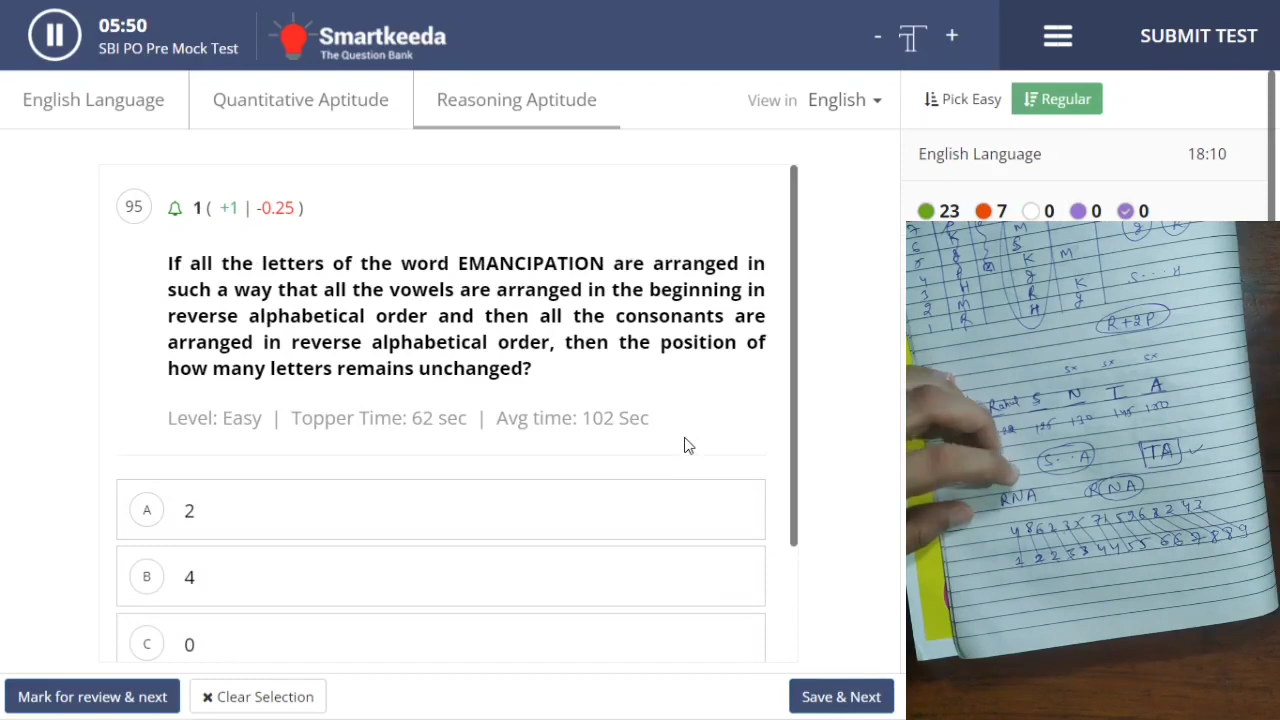 05:50
SBI PO Pre Mock Test
Smartkeeda
The Question Bank
- T +
SUBMIT TEST
English Language
Quantitative Aptitude
Reasoning Aptitude
View in English
Pick Easy
Regular
English Language 18:10
23 7 0 0 0
95
1 ( +1 | -0.25 )
If all the letters of the word EMANCIPATION are arranged in
such a way that all the vowels are arranged in the beginning in
reverse alphabetical order and then all the consonants are
arranged in reverse alphabetical order, then the position of
how many letters remains unchanged?
Level: Easy | Topper Time: 62 sec | Avg time: 102 Sec
A 2
B 4
C 0
Mark for review & next
Clear Selection
Save & Next
R+2P
Rahul S N I A
S...A TA
RNA RNA